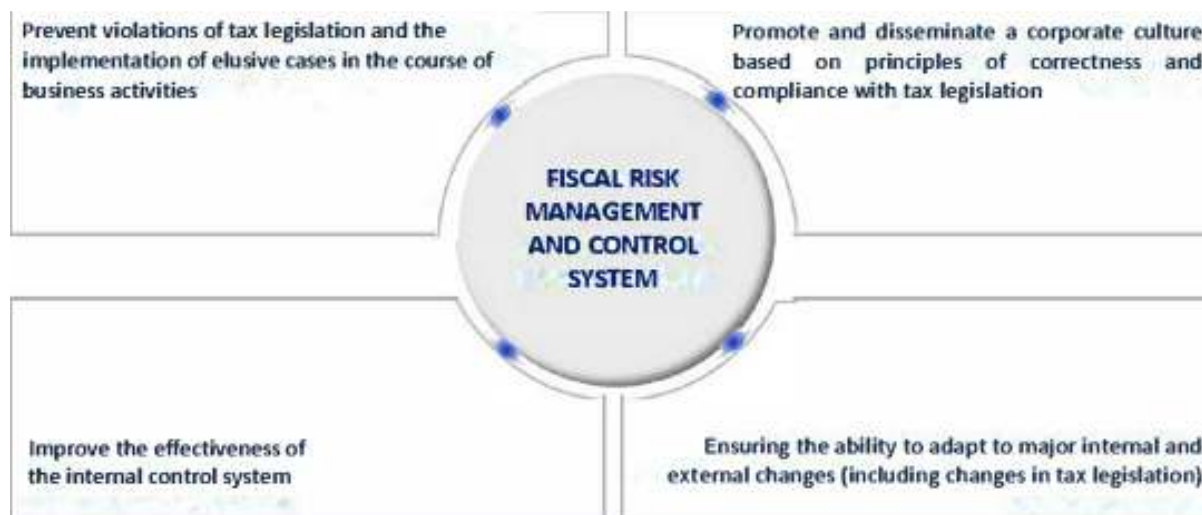 Prevent violations of tax legislation and the
implementation of elusive cases in the course of
business activities
Promote and disseminate a corporate culture
based on principles of correctness and
compliance with tax legislation
FISCAL RISK
MANAGEMENT
AND CONTROL
SYSTEM
Improve the effectiveness of
the internal control system
Ensuring the ability to adapt to major internal and
external changes (including changes in tax legislation)